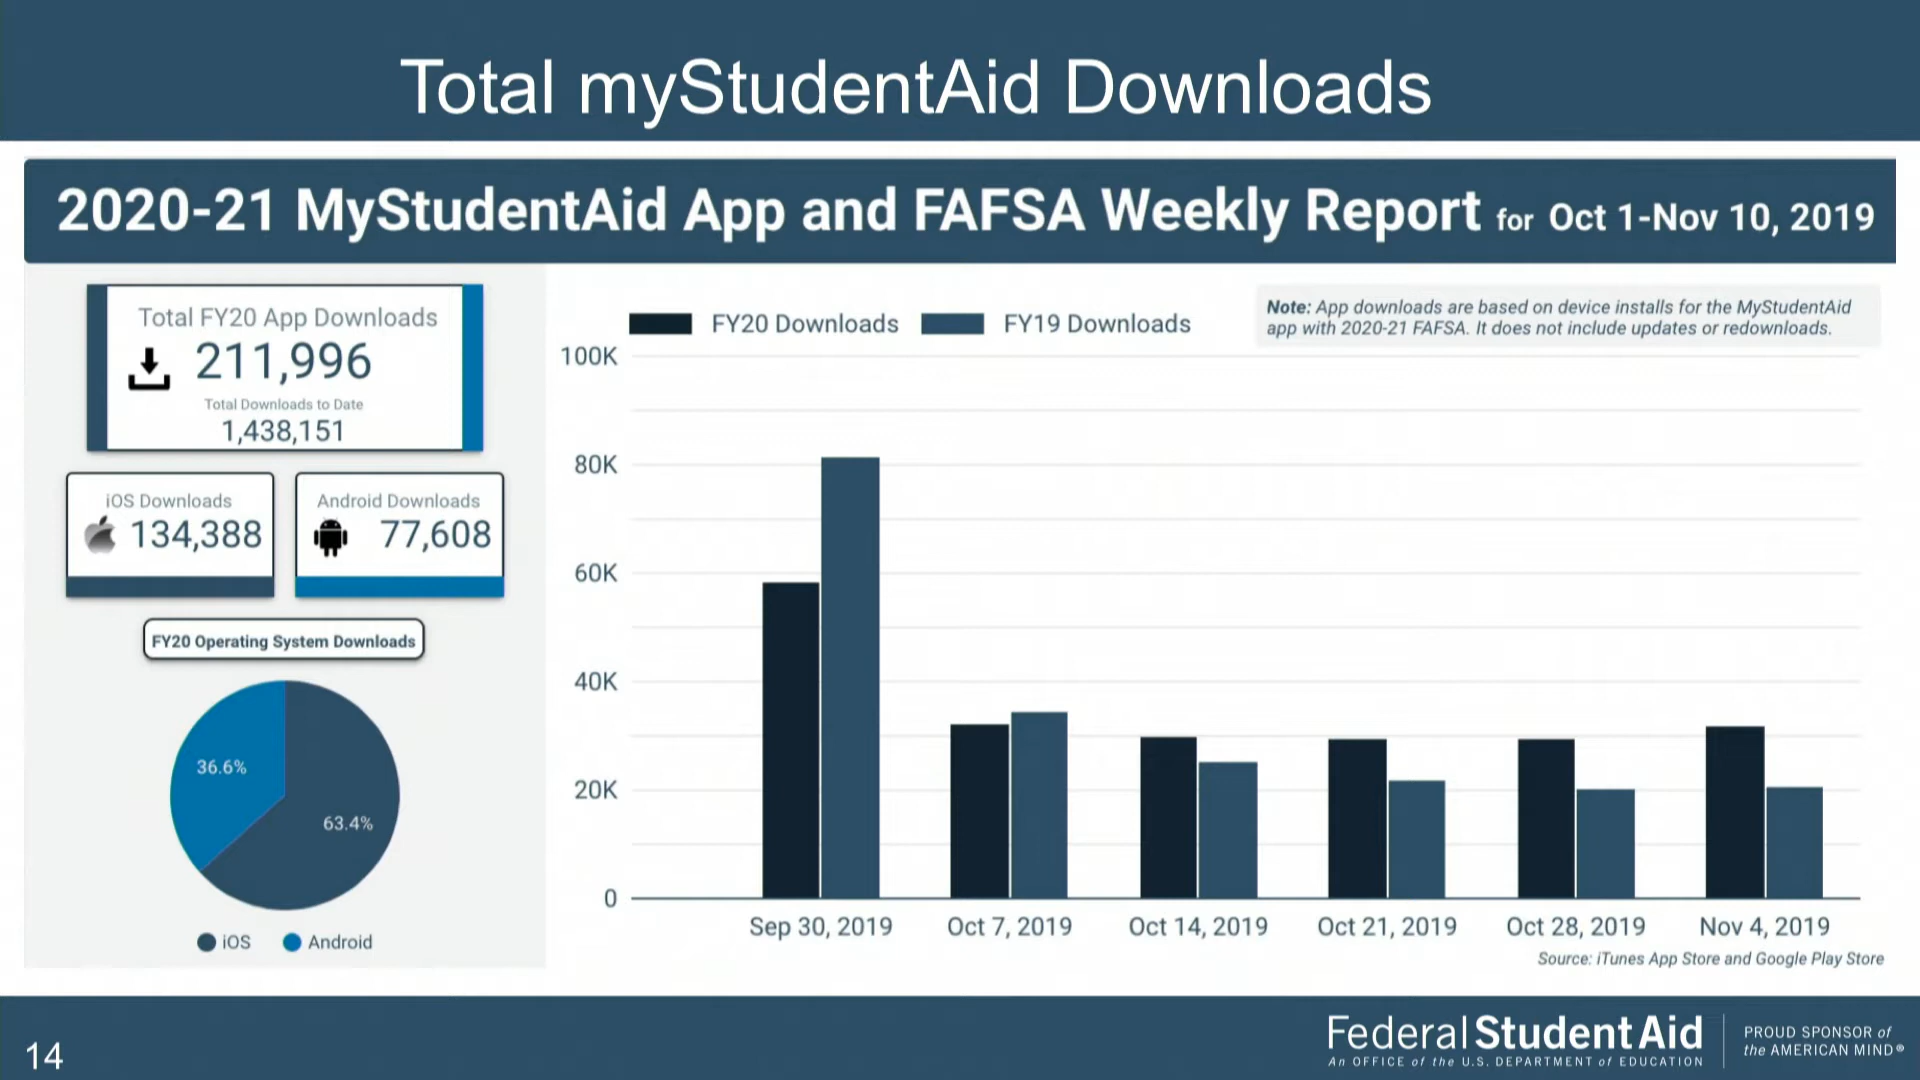 Total myStudentAid Downloads
2020-21 MyStudentAid App and FAFSA Weekly Report for Oct 1-Nov 10, 2019
Total FY20 App Downloads
211,996
Total Downloads to Date
1,438,151
iOS Downloads
134,388
Android Downloads
77,608
FY20 Operating System Downloads
36.6%
63.4%
iOS
Android
FY20 Downloads
FY19 Downloads
Note: App downloads are based on device installs for the MyStudentAid
app with 2020-21 FAFSA. It does not include updates or redownloads.
100K
80K
60K
40K
20K
0
Sep 30, 2019
Oct 7, 2019
Oct 14, 2019
Oct 21, 2019
Oct 28, 2019
Nov 4, 2019
Source: iTunes App Store and Google Play Store
14
Federal Student Aid
An OFFICE of the U.S. DEPARTMENT of EDUCATION
PROUD SPONSOR of
the AMERICAN MIND®